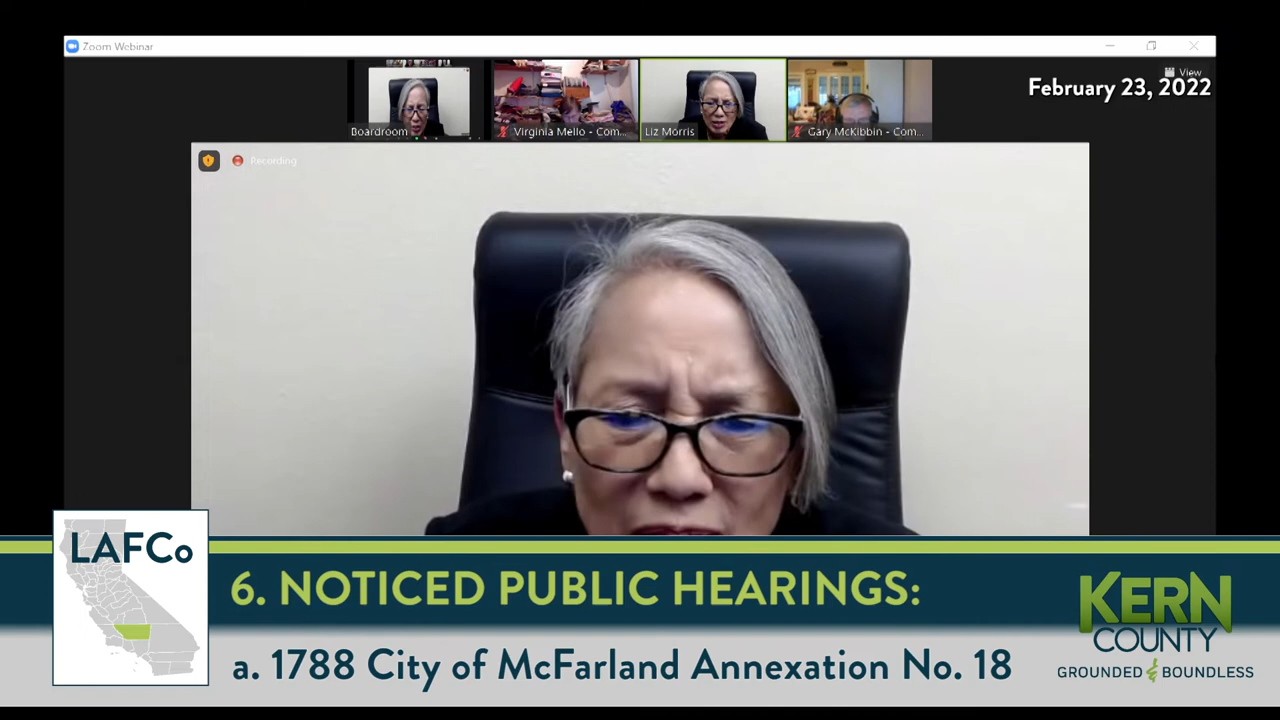 Zoom Webinar
View
February 23, 2022
Boardroom
Virginia Mello - Com...
Liz Morris
Gary McKibbin - Com...
Recording
LAFCo
6. NOTICED PUBLIC HEARINGS:
a. 1788 City of McFarland Annexation No. 18
KERN
COUNTY
GROUNDED & BOUNDLESS